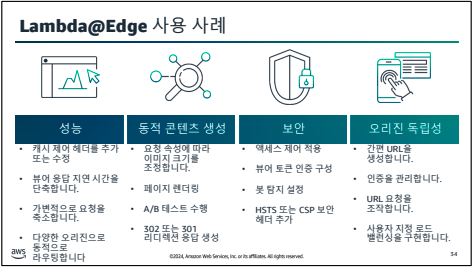 Lambda@Edge 사용 사례
성능
• 캐시 제어 헤더를 추가
또는 수정
• 뷰어 응답 지연 시간을
단축합니다.
• 가변적으로 요청을
축소합니다.
• 다양한 오리진으로
동적으로
라우팅합니다
동적 콘텐츠 생성
• 요청 속성에 따라
이미지 크기를
조정합니다.
• 페이지 렌더링
• A/B 테스트 수행
• 302 또는 301
리디렉션 응답 생성
보안
• 액세스 제어 적용
• 뷰어 토큰 인증 구성
• 봇 탐지 설정
• HSTS 또는 CSP 보안
헤더 추가
오리진 독립성
• 간편 URL을
생성합니다.
• 인증을 관리합니다.
• URL 요청을
조작합니다.
• 사용자 지정 로드
밸런싱을 구현합니다.
aws
©2024, Amazon Web Services, Inc. or its affiliates. All rights reserved.
34